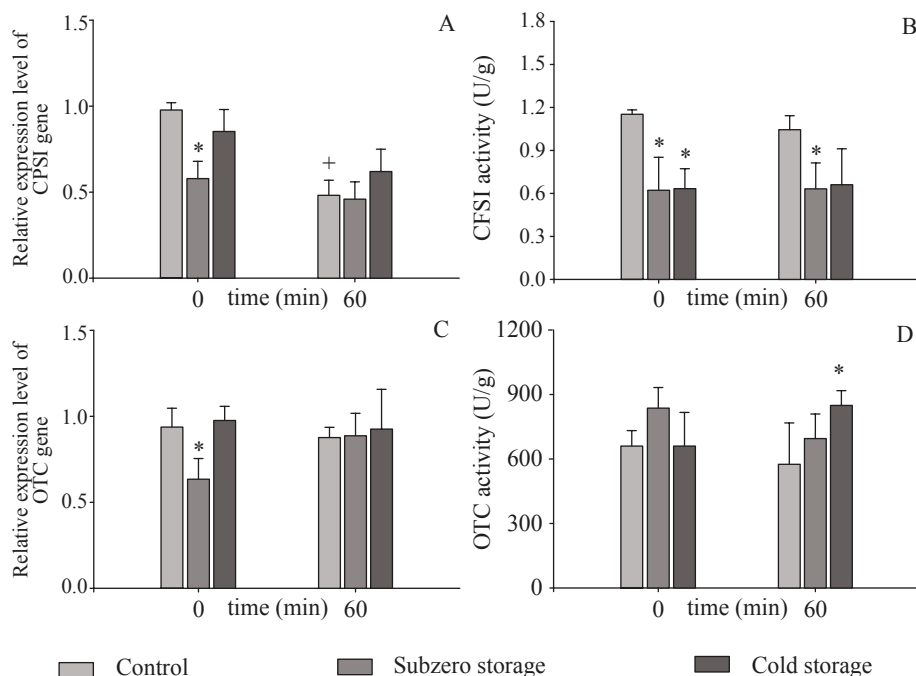 A
Relative expression level of
CPSI gene
1.5
1.0
0.5
0.0
*
+
0
time (min)
60
B
CFSI activity (U/g)
1.8
1.5
1.2
0.9
0.6
0.8
0.0
*
*
*
0
time (min)
60
C
Relative expression level of
OTC gene
1.5
1.0
0.5
0.0
*
0
time (min)
60
D
OTC activity (U/g)
1200
900
600
300
0
*
0
time (min)
60
Control
Subzero storage
Cold storage